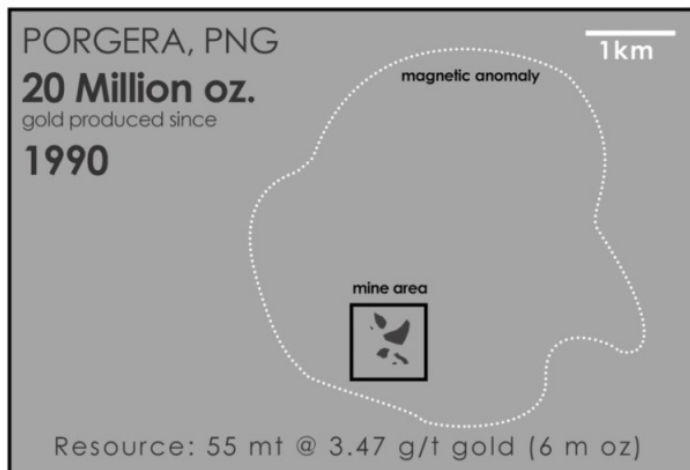 PORGERA, PNG
1km
20 Million oz.
magnetic anomaly
gold produced since
1990
mine area
Resource: 55 mt @ 3.47 g/t gold (6 m oz)